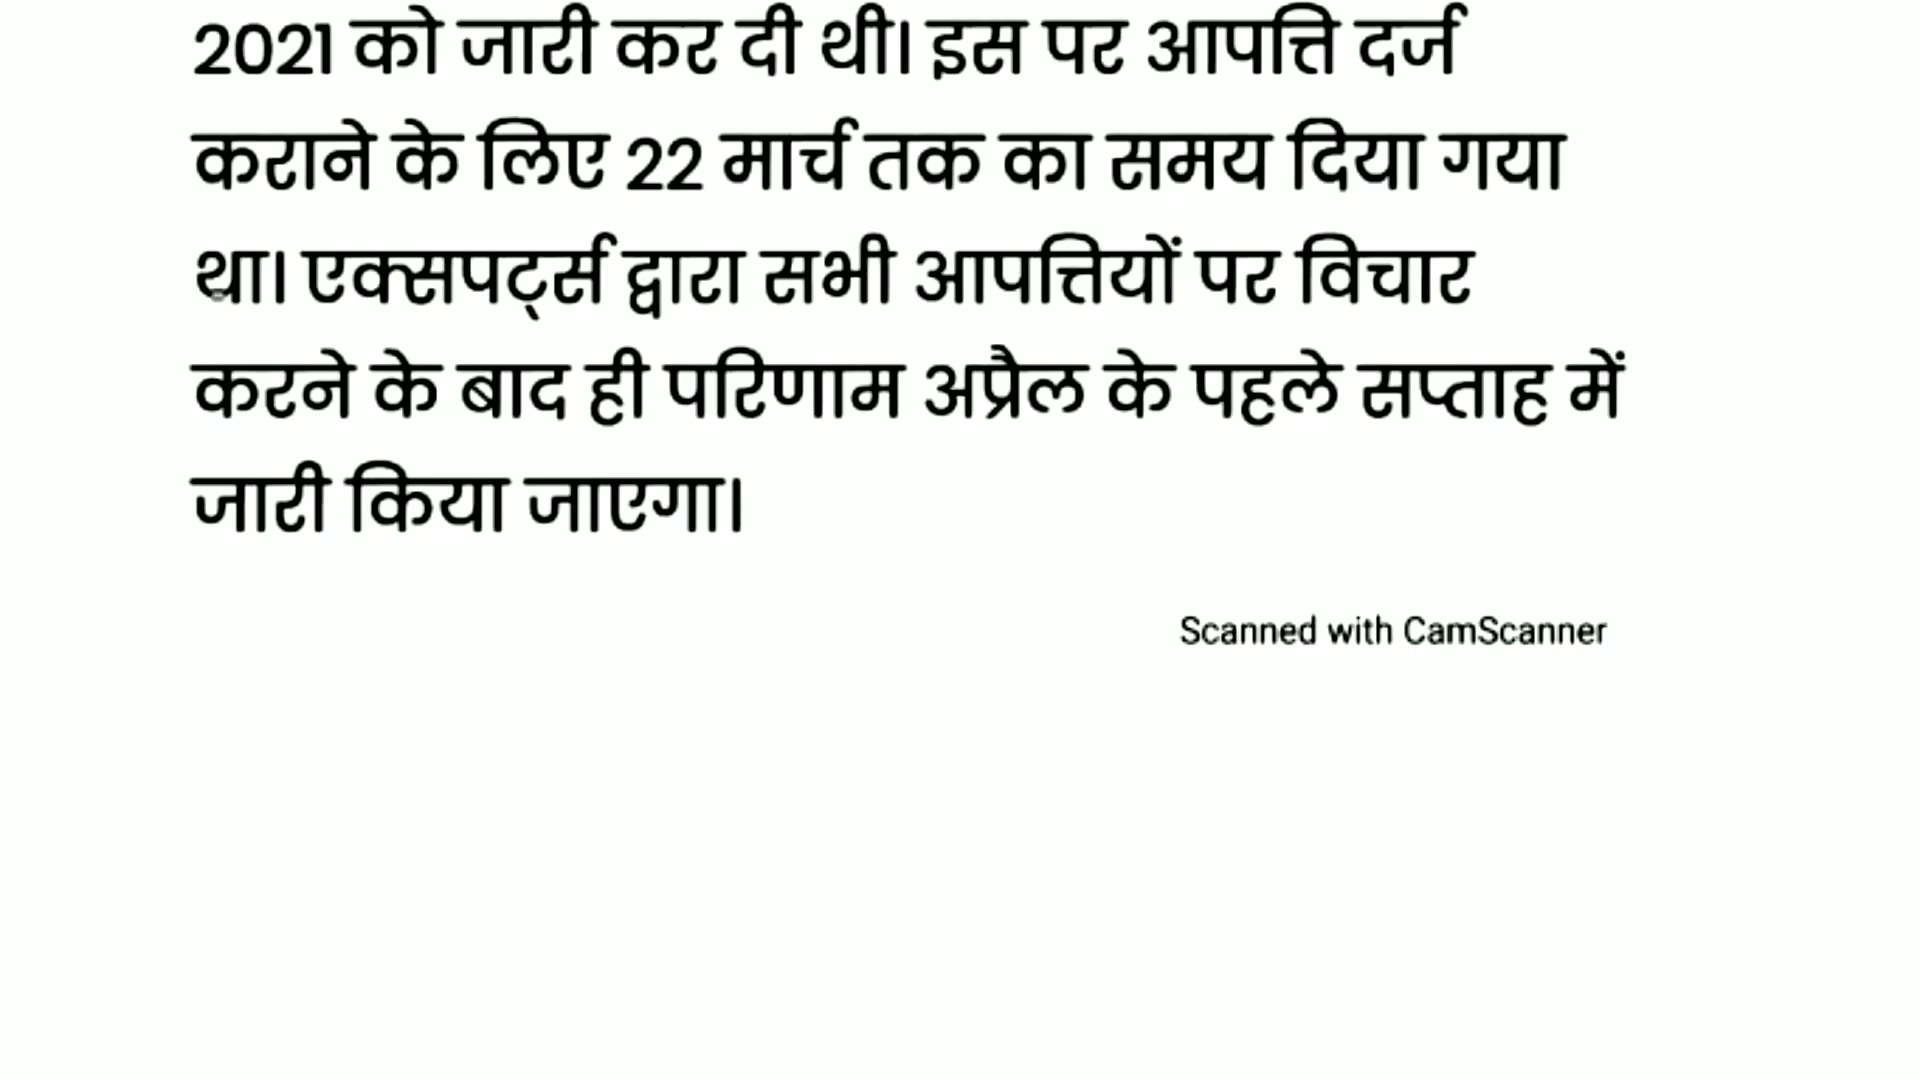 2021 को जारी कर दी थी। इस पर आपत्ति दर्ज
कराने के लिए 22 मार्च तक का समय दिया गया
था। एक्सपर्ट्स द्वारा सभी आपत्तियों पर विचार
करने के बाद ही परिणाम अप्रैल के पहले सप्ताह में
जारी किया जाएगा।
Scanned with CamScanner